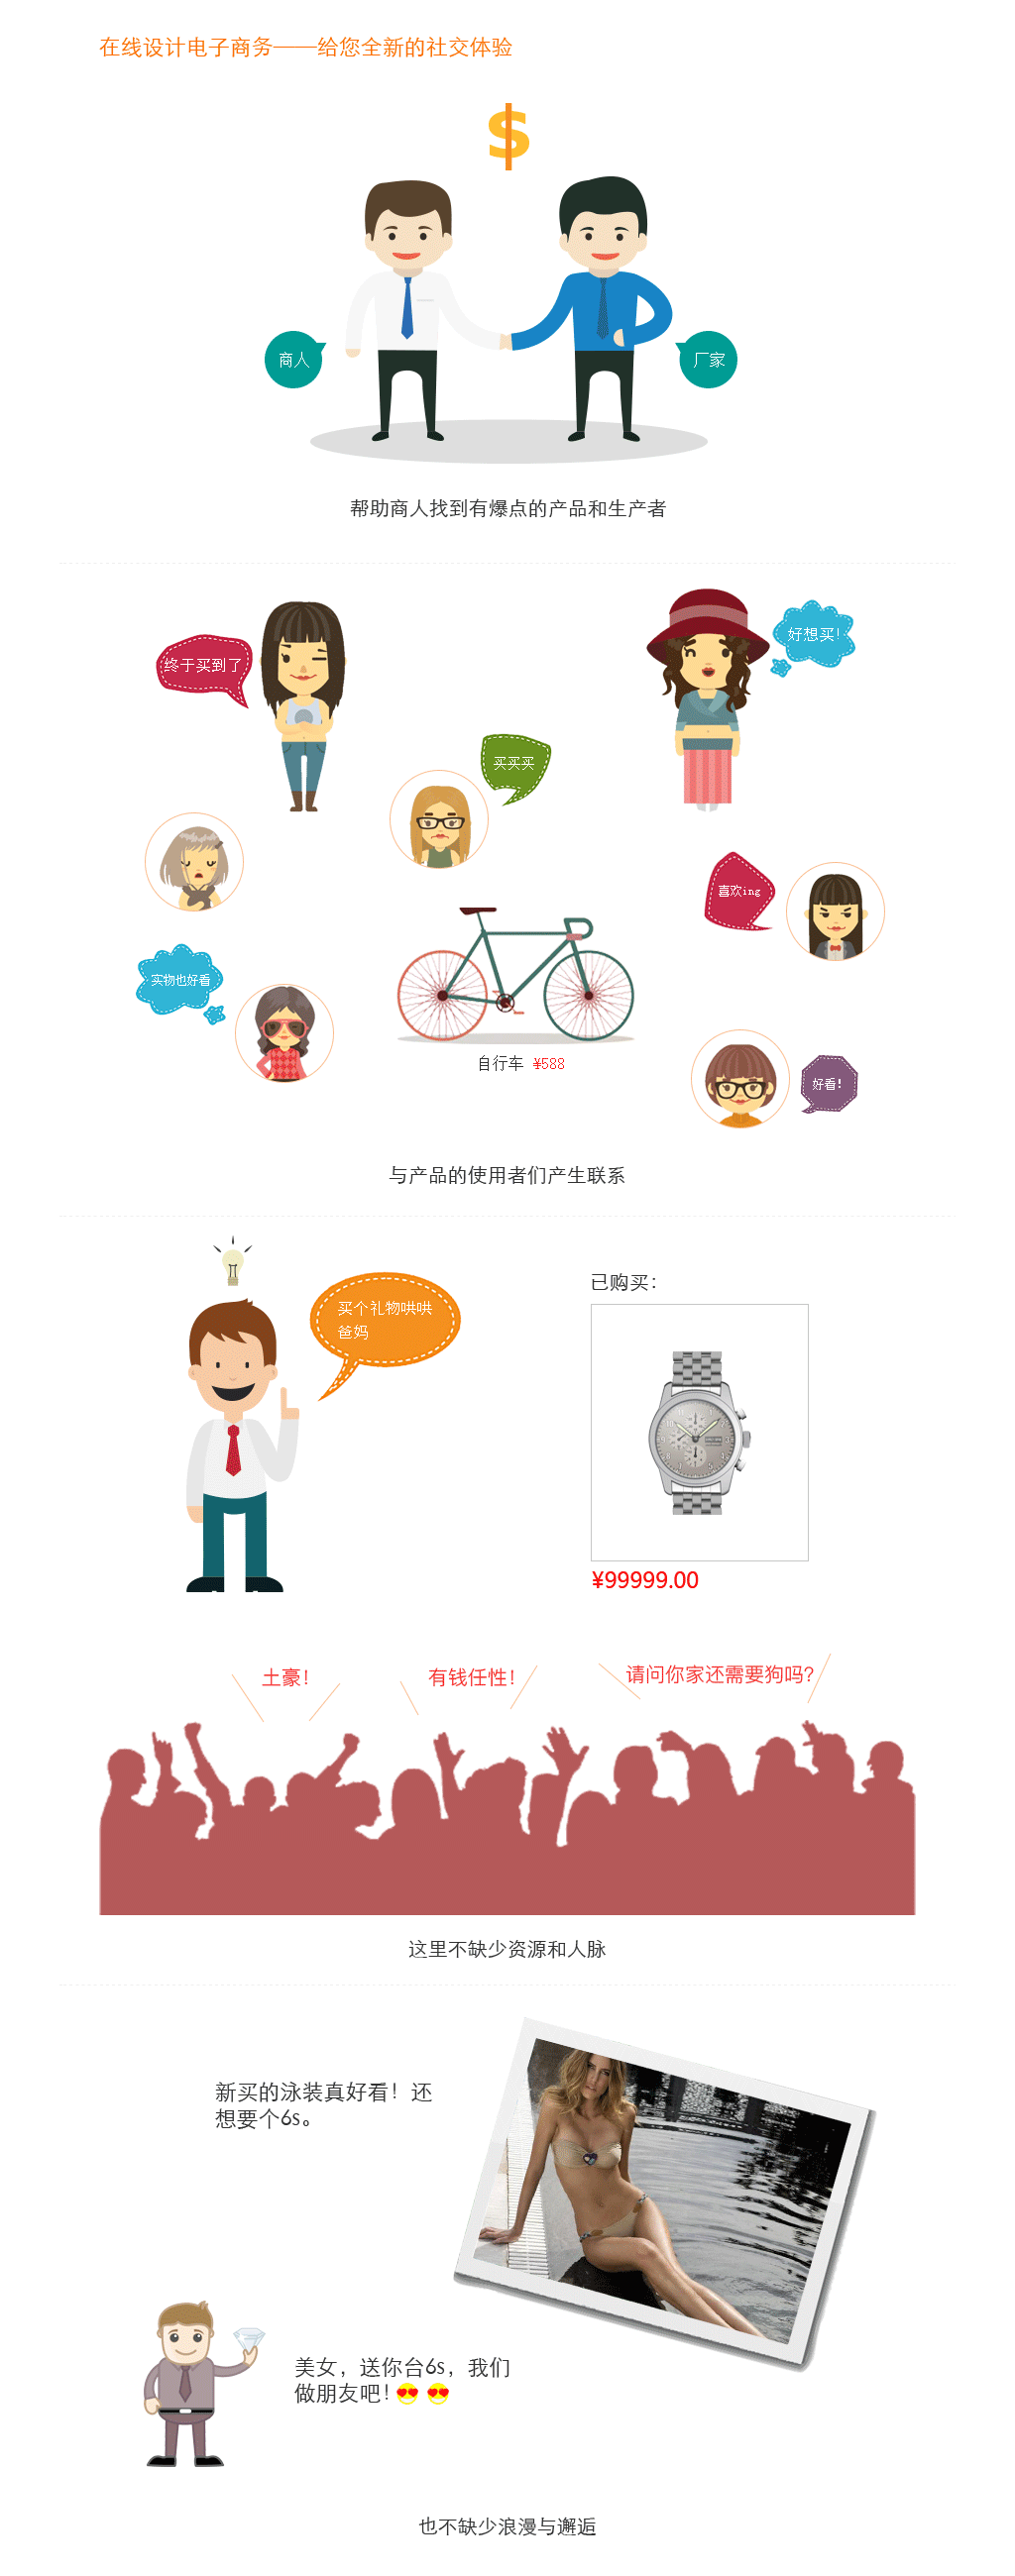 在线设计电子商务——给您全新的社交体验
$
商人
厂家
帮助商人找到有爆点的产品和生产者
终于买到了
好想买!
买买买
喜欢ing
实物也好看
自行车 ¥588
好看!
与产品的使用者们产生联系
买个礼物哄哄
爸妈
已购买:
¥99999.00
土豪!
有钱任性!
请问你家还需要狗吗?
这里不缺少资源和人脉
新买的泳装真好看! 还
想要个6s。
美女，送你台6s，我们
做朋友吧!
也不缺少浪漫与邂逅